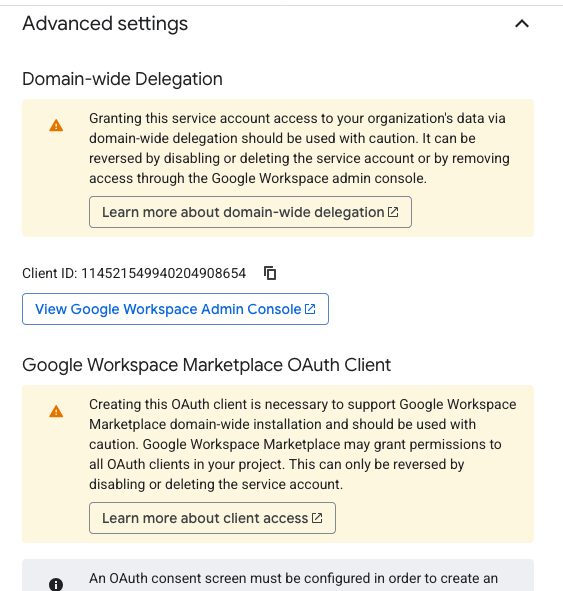 Advanced settings
Domain-wide Delegation
Granting this service account access to your organization's data via
domain-wide delegation should be used with caution. It can be
reversed by disabling or deleting the service account or by removing
access through the Google Workspace admin console.
Learn more about domain-wide delegation
Client ID: 114521549940204908654
View Google Workspace Admin Console
Google Workspace Marketplace OAuth Client
Creating this OAuth client is necessary to support Google Workspace
Marketplace domain-wide installation and should be used with
caution. Google Workspace Marketplace may grant permissions to
all OAuth clients in your project. This can only be reversed by
disabling or deleting the service account.
Learn more about client access
An OAuth consent screen must be configured in order to create an